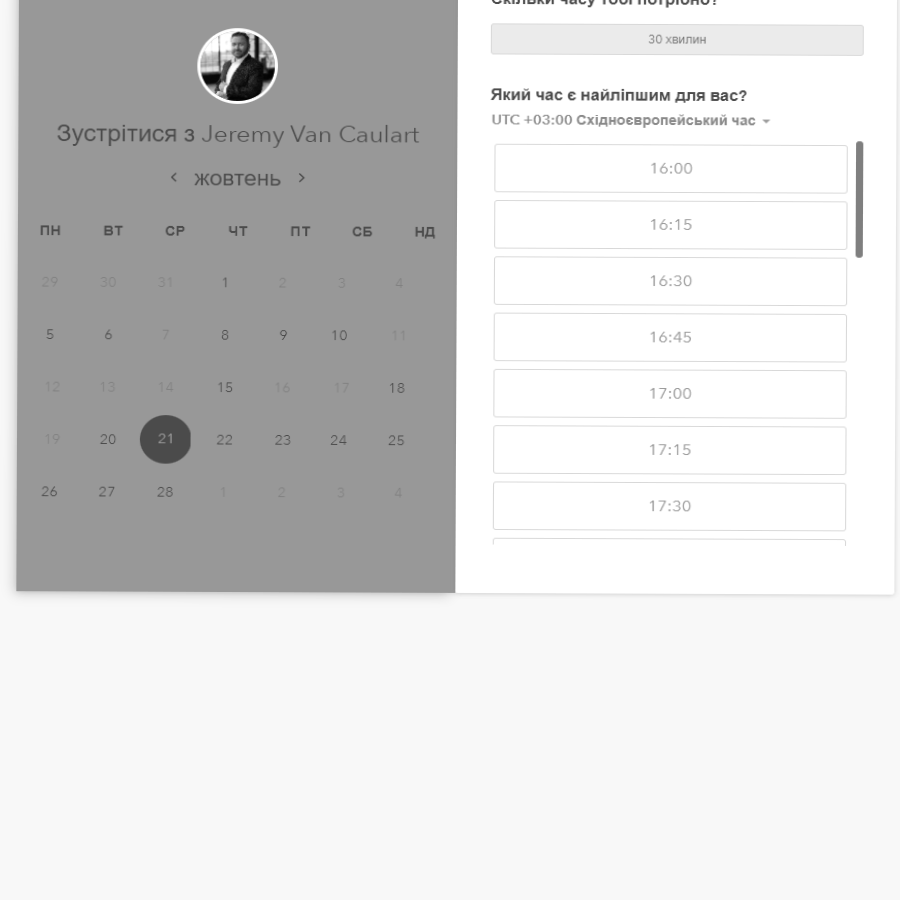 Зустрітися з Jeremy Van Caulart
жовтень
ПН ВТ СР ЧТ ПТ СБ НД
29 30 31 1 2 3 4
5 6 7 8 9 10 11
12 13 14 15 16 17 18
19 20 21 22 23 24 25
26 27 28 1 2 3 4
Скільки часу тобі потрібно?
30 хвилин
Який час є найліпшим для вас?
UTC +03:00 Східноєвропейський час
16:00
16:15
16:30
16:45
17:00
17:15
17:30